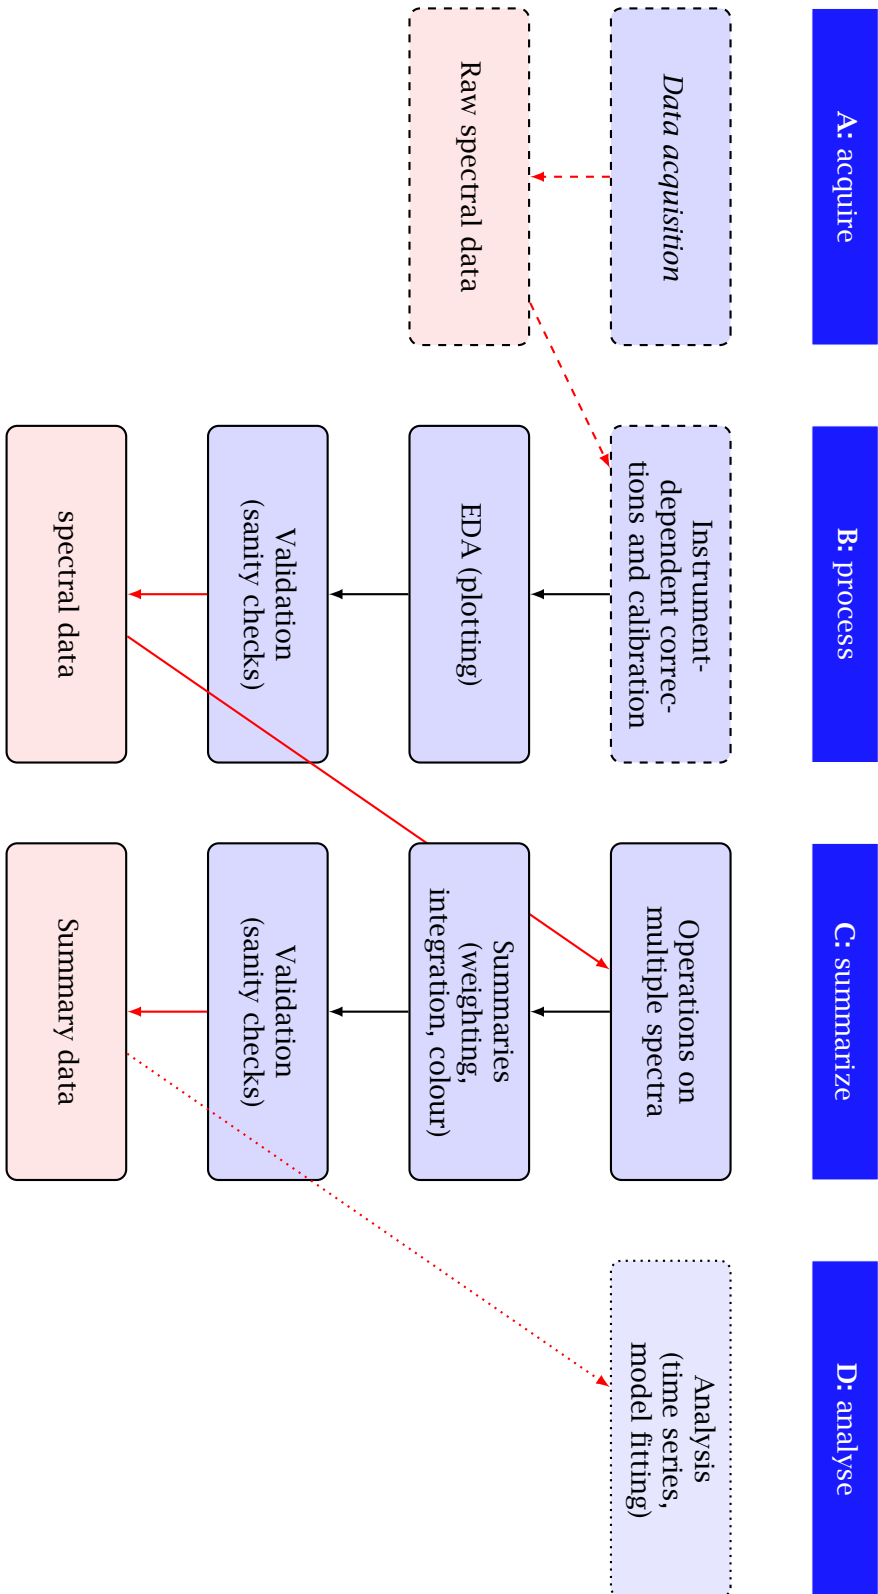 A: acquire
Data acquisition
Raw spectral data
B: process
Instrument-
dependent correc-
tions and calibration
EDA (plotting)
Validation
(sanity checks)
spectral data
C: summarize
Operations on
multiple spectra
Summaries
(weighting,
integration, colour)
Validation
(sanity checks)
Summary data
D: analyse
Analysis
(time series,
model fitting)